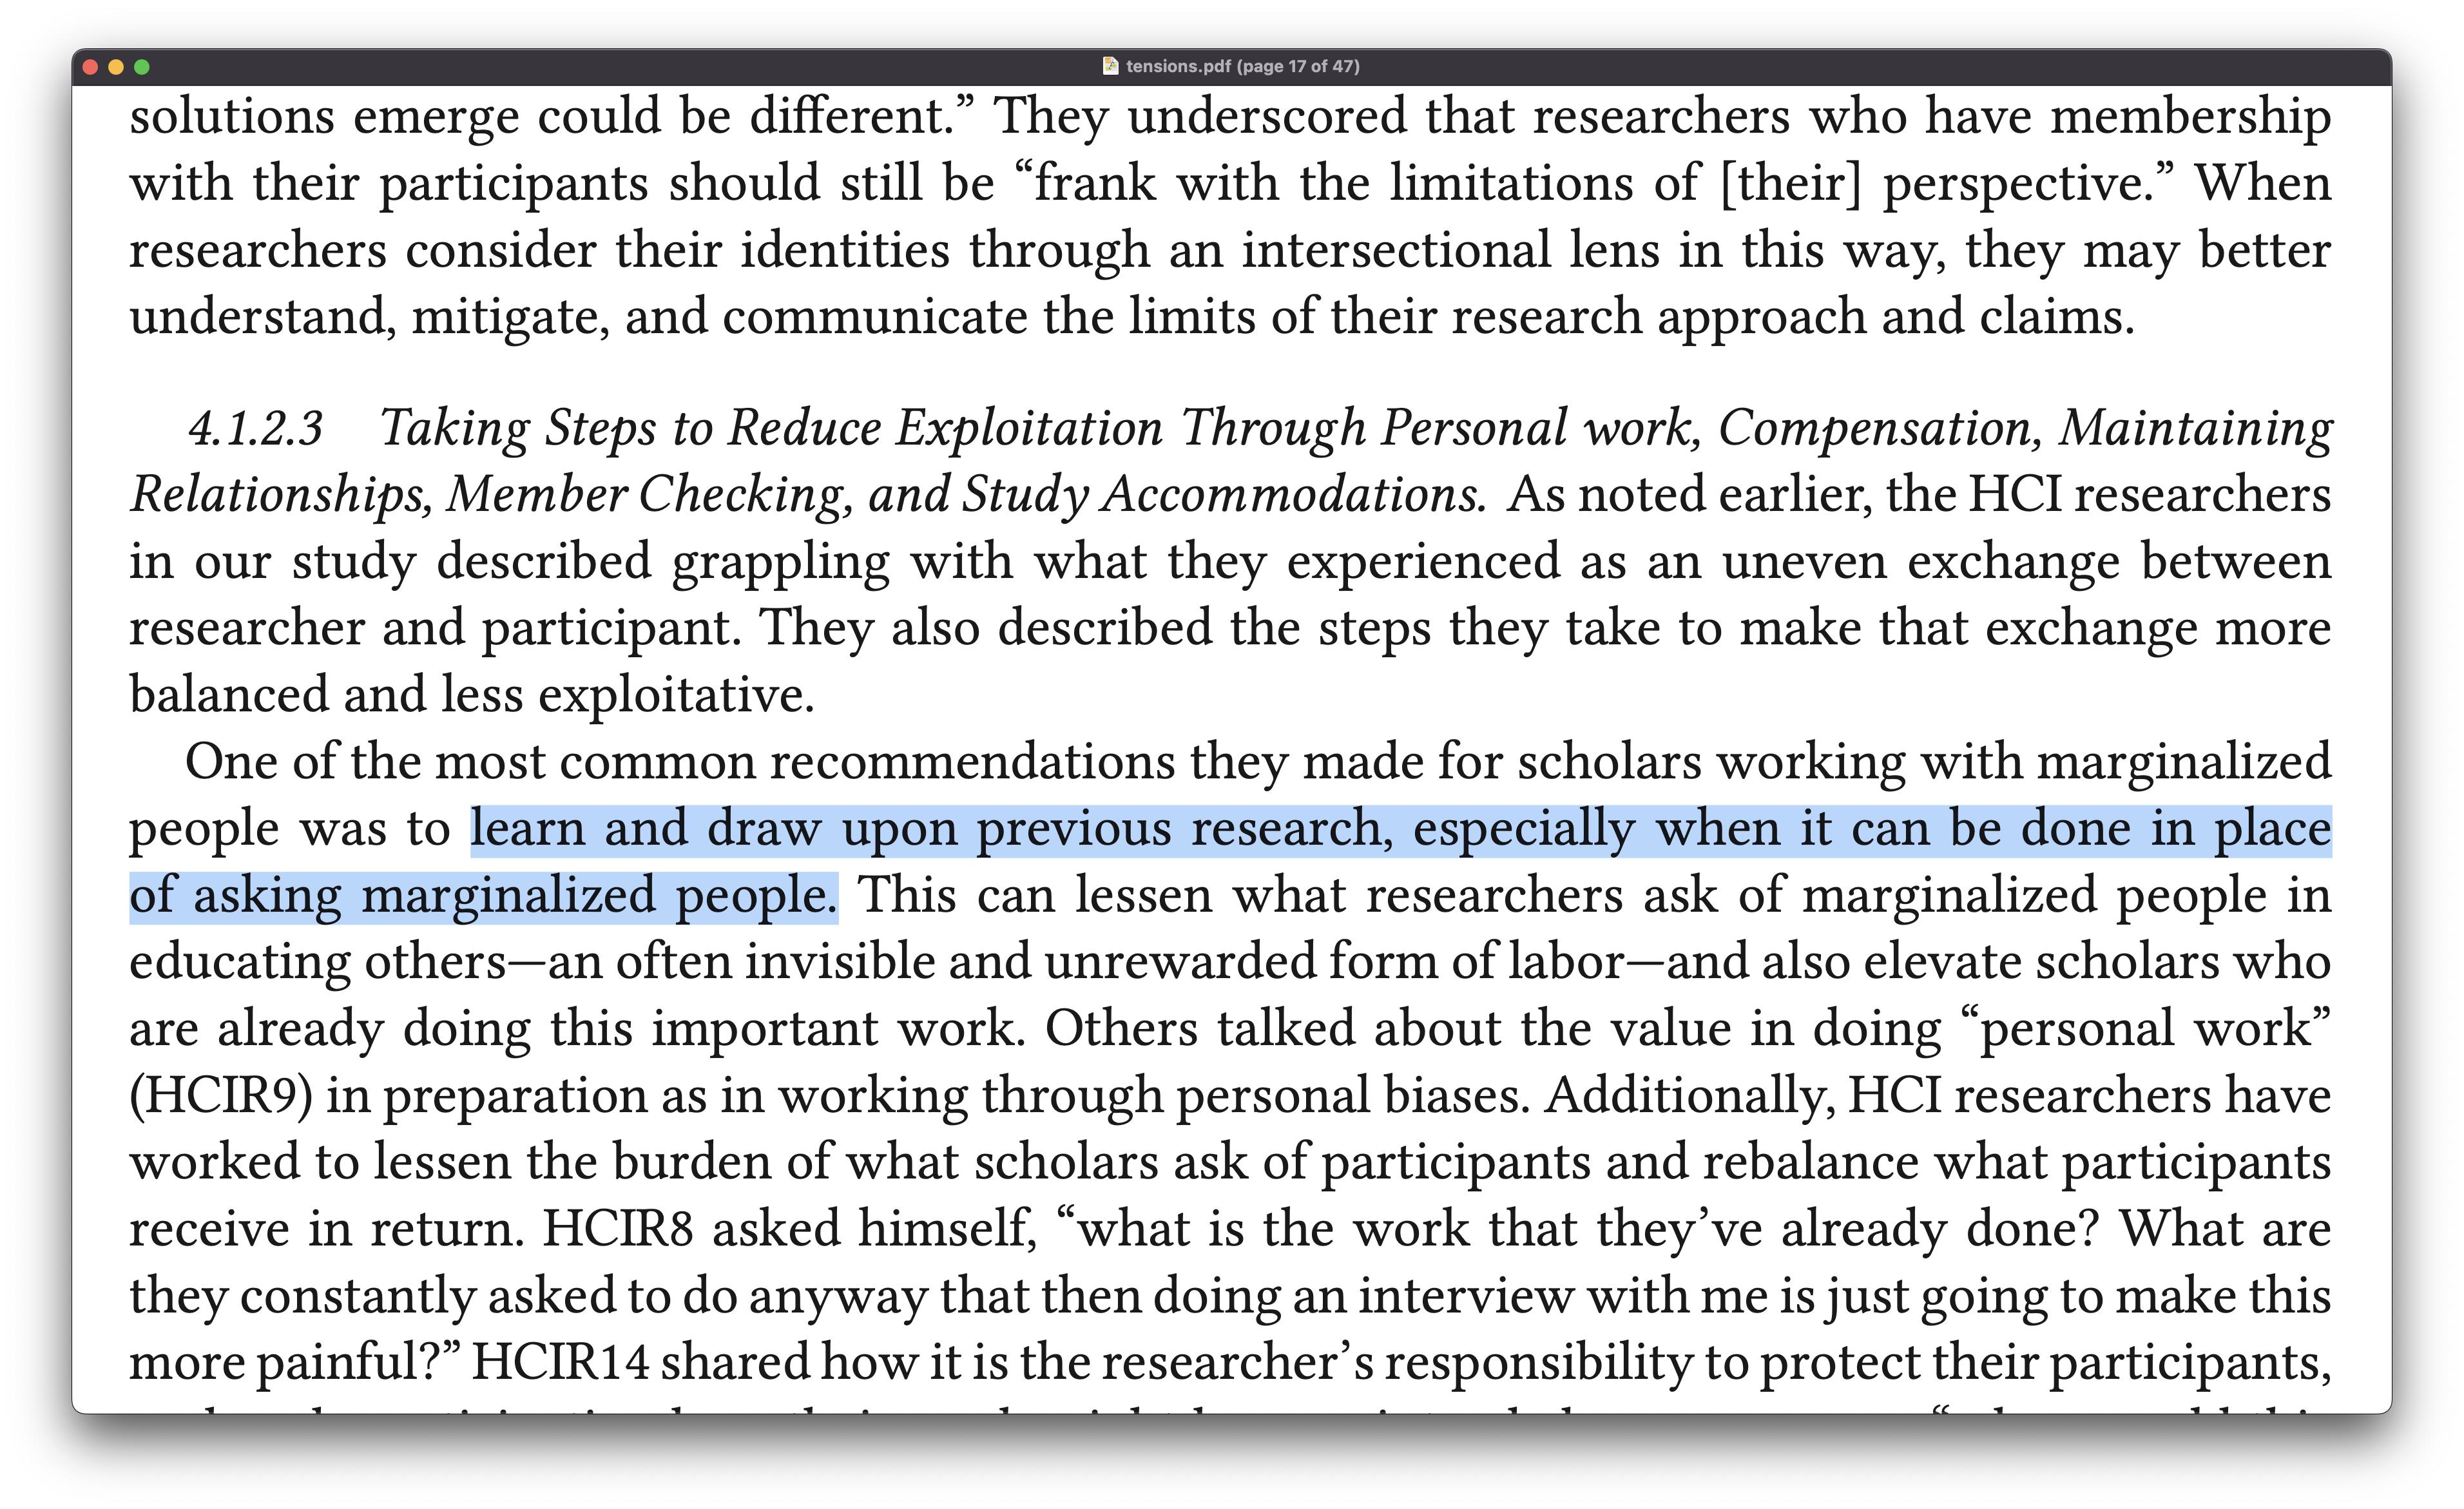 tensions.pdf (page 17 of 47)
solutions emerge could be different.” They underscored that researchers who have membership
with their participants should still be “frank with the limitations of [their] perspective.” When
researchers consider their identities through an intersectional lens in this way, they may better
understand, mitigate, and communicate the limits of their research approach and claims.
4.1.2.3 Taking Steps to Reduce Exploitation Through Personal work, Compensation, Maintaining
Relationships, Member Checking, and Study Accommodations. As noted earlier, the HCI researchers
in our study described grappling with what they experienced as an uneven exchange between
researcher and participant. They also described the steps they take to make that exchange more
balanced and less exploitative.
One of the most common recommendations they made for scholars working with marginalized
people was to learn and draw upon previous research, especially when it can be done in place
of asking marginalized people. This can lessen what researchers ask of marginalized people in
educating others—an often invisible and unrewarded form of labor—and also elevate scholars who
are already doing this important work. Others talked about the value in doing “personal work”
(HCIR9) in preparation as in working through personal biases. Additionally, HCI researchers have
worked to lessen the burden of what scholars ask of participants and rebalance what participants
receive in return. HCIR8 asked himself, “what is the work that they’ve already done? What are
they constantly asked to do anyway that then doing an interview with me is just going to make this
more painful?” HCIR14 shared how it is the researcher’s responsibility to protect their participants,